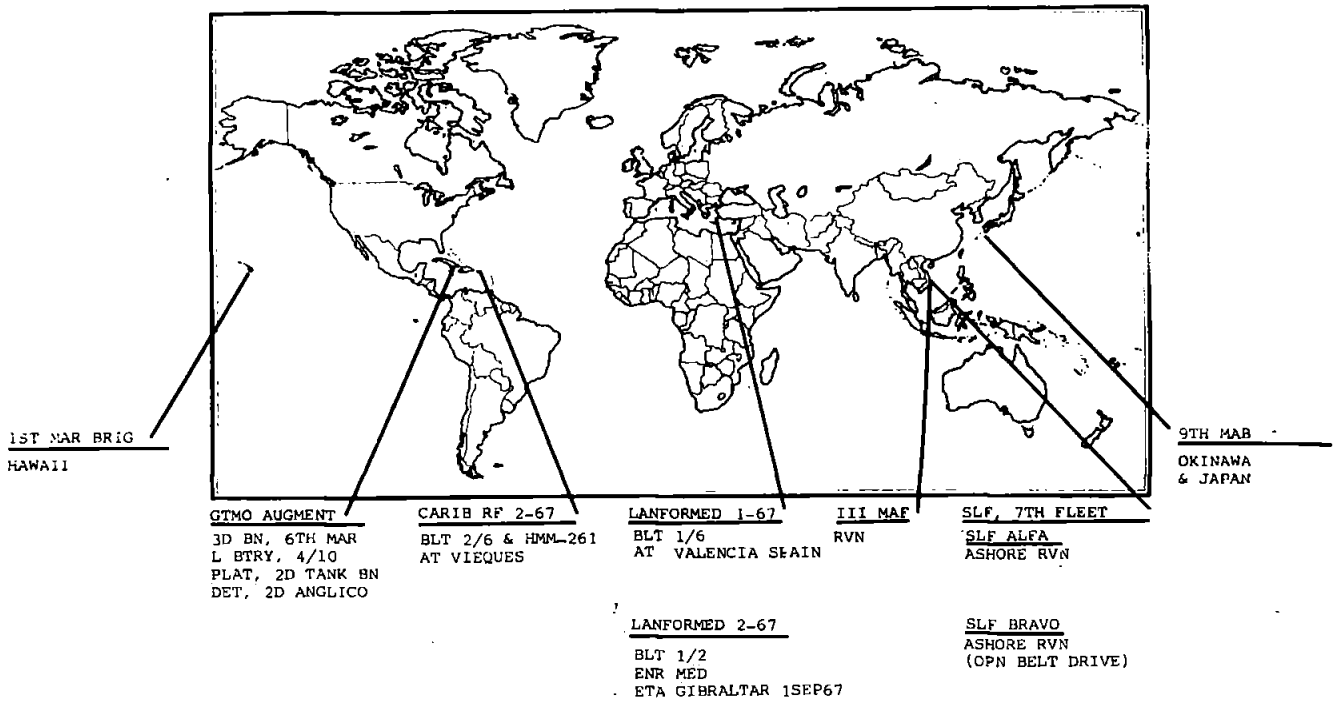 1ST MAR BRIG
HAWAII
GTMO AUGMENT
3D BN, 6TH MAR
L BTRY, 4/10
PLAT, 2D TANK BN
DET, 2D ANGLICO
CARIB RF 2-67
BLT 2/6 & HMM-261
AT VIEQUES
LANFORMED 1-67
BLT 1/6
AT VALENCIA SPAIN
LANFORMED 2-67
BLT 1/2
ENR MED
ETA GIBRALTAR 1SEP67
III MAF
RVN
SLF, 7TH FLEET
SLF ALFA
ASHORE RVN
SLF BRAVO
ASHORE RVN
(OPN BELT DRIVE)
9TH MAB
OKINAWA
& JAPAN